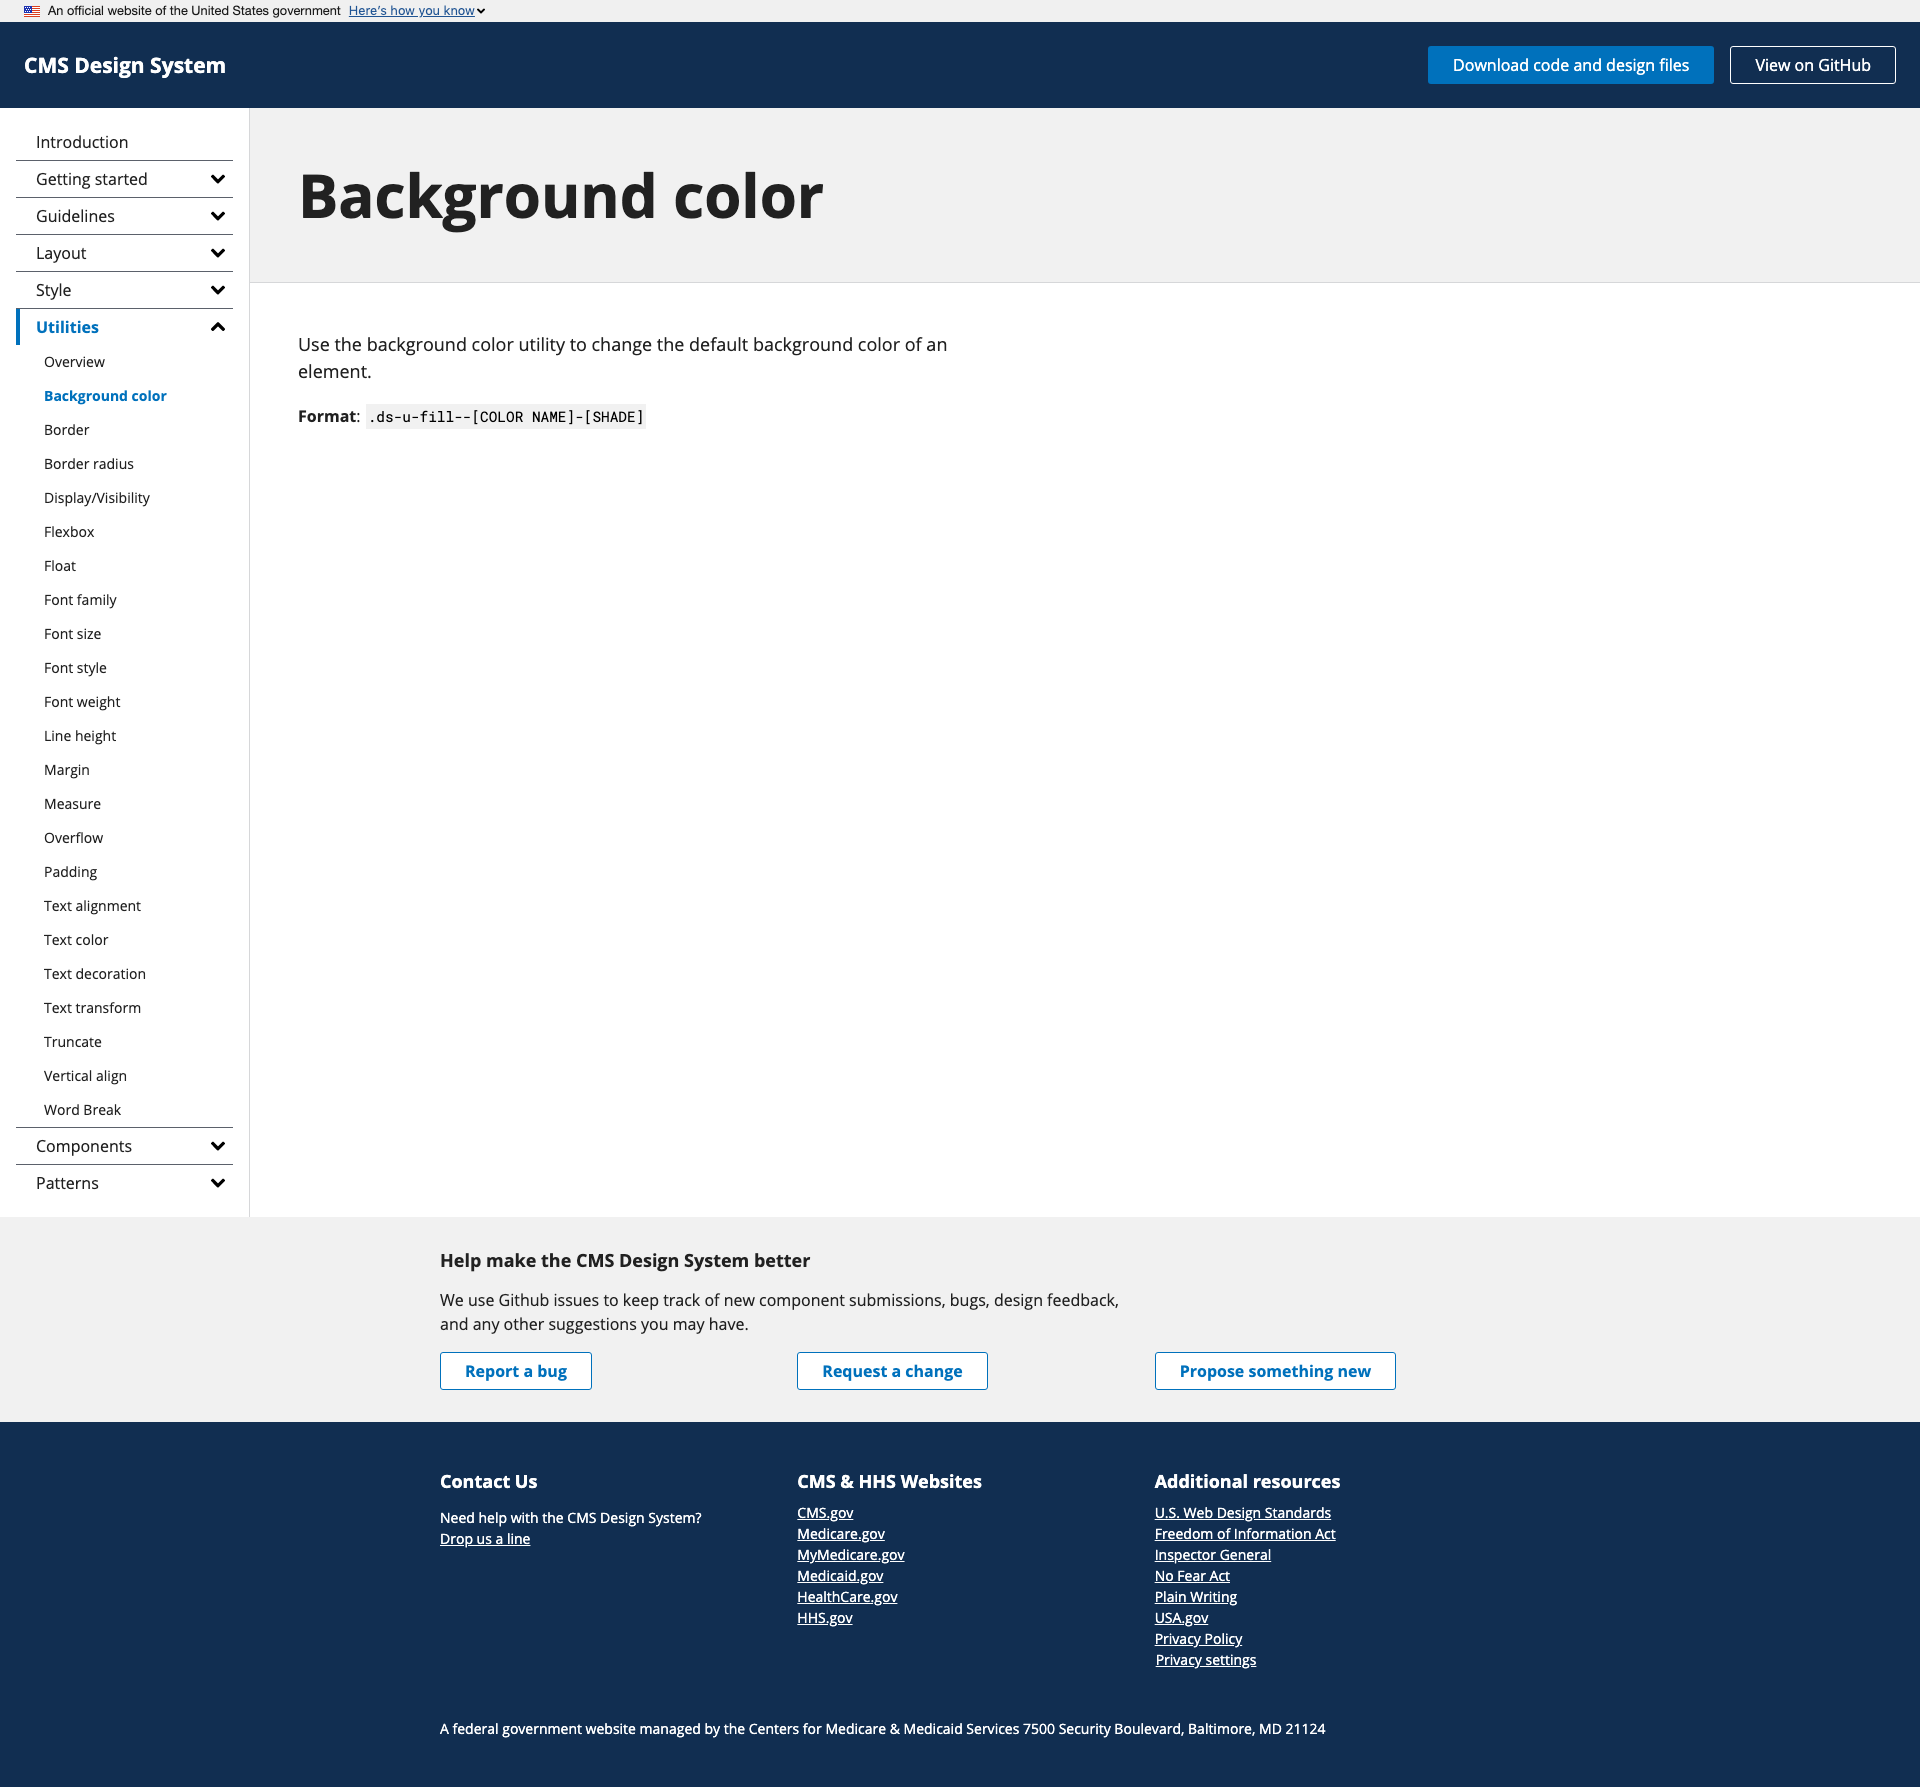 An official website of the United States government Here's how you know
CMS Design System
Download code and design files
View on GitHub
Introduction
Getting started
Guidelines
Layout
Style
Utilities
Overview
Background color
Border
Border radius
Display/Visibility
Flexbox
Float
Font family
Font size
Font style
Font weight
Line height
Margin
Measure
Overflow
Padding
Text alignment
Text color
Text decoration
Text transform
Truncate
Vertical align
Word Break
Components
Patterns
Background color
Use the background color utility to change the default background color of an
element.
Format: .ds-u-fill--[COLOR NAME]-[SHADE]
Help make the CMS Design System better
We use Github issues to keep track of new component submissions, bugs, design feedback,
and any other suggestions you may have.
Report a bug
Request a change
Propose something new
Contact Us
Need help with the CMS Design System?
Drop us a line
CMS & HHS Websites
CMS.gov
Medicare.gov
MyMedicare.gov
Medicaid.gov
HealthCare.gov
HHS.gov
Additional resources
U.S. Web Design Standards
Freedom of Information Act
Inspector General
No Fear Act
Plain Writing
USA.gov
Privacy Policy
Privacy settings
A federal government website managed by the Centers for Medicare & Medicaid Services 7500 Security Boulevard, Baltimore, MD 21124